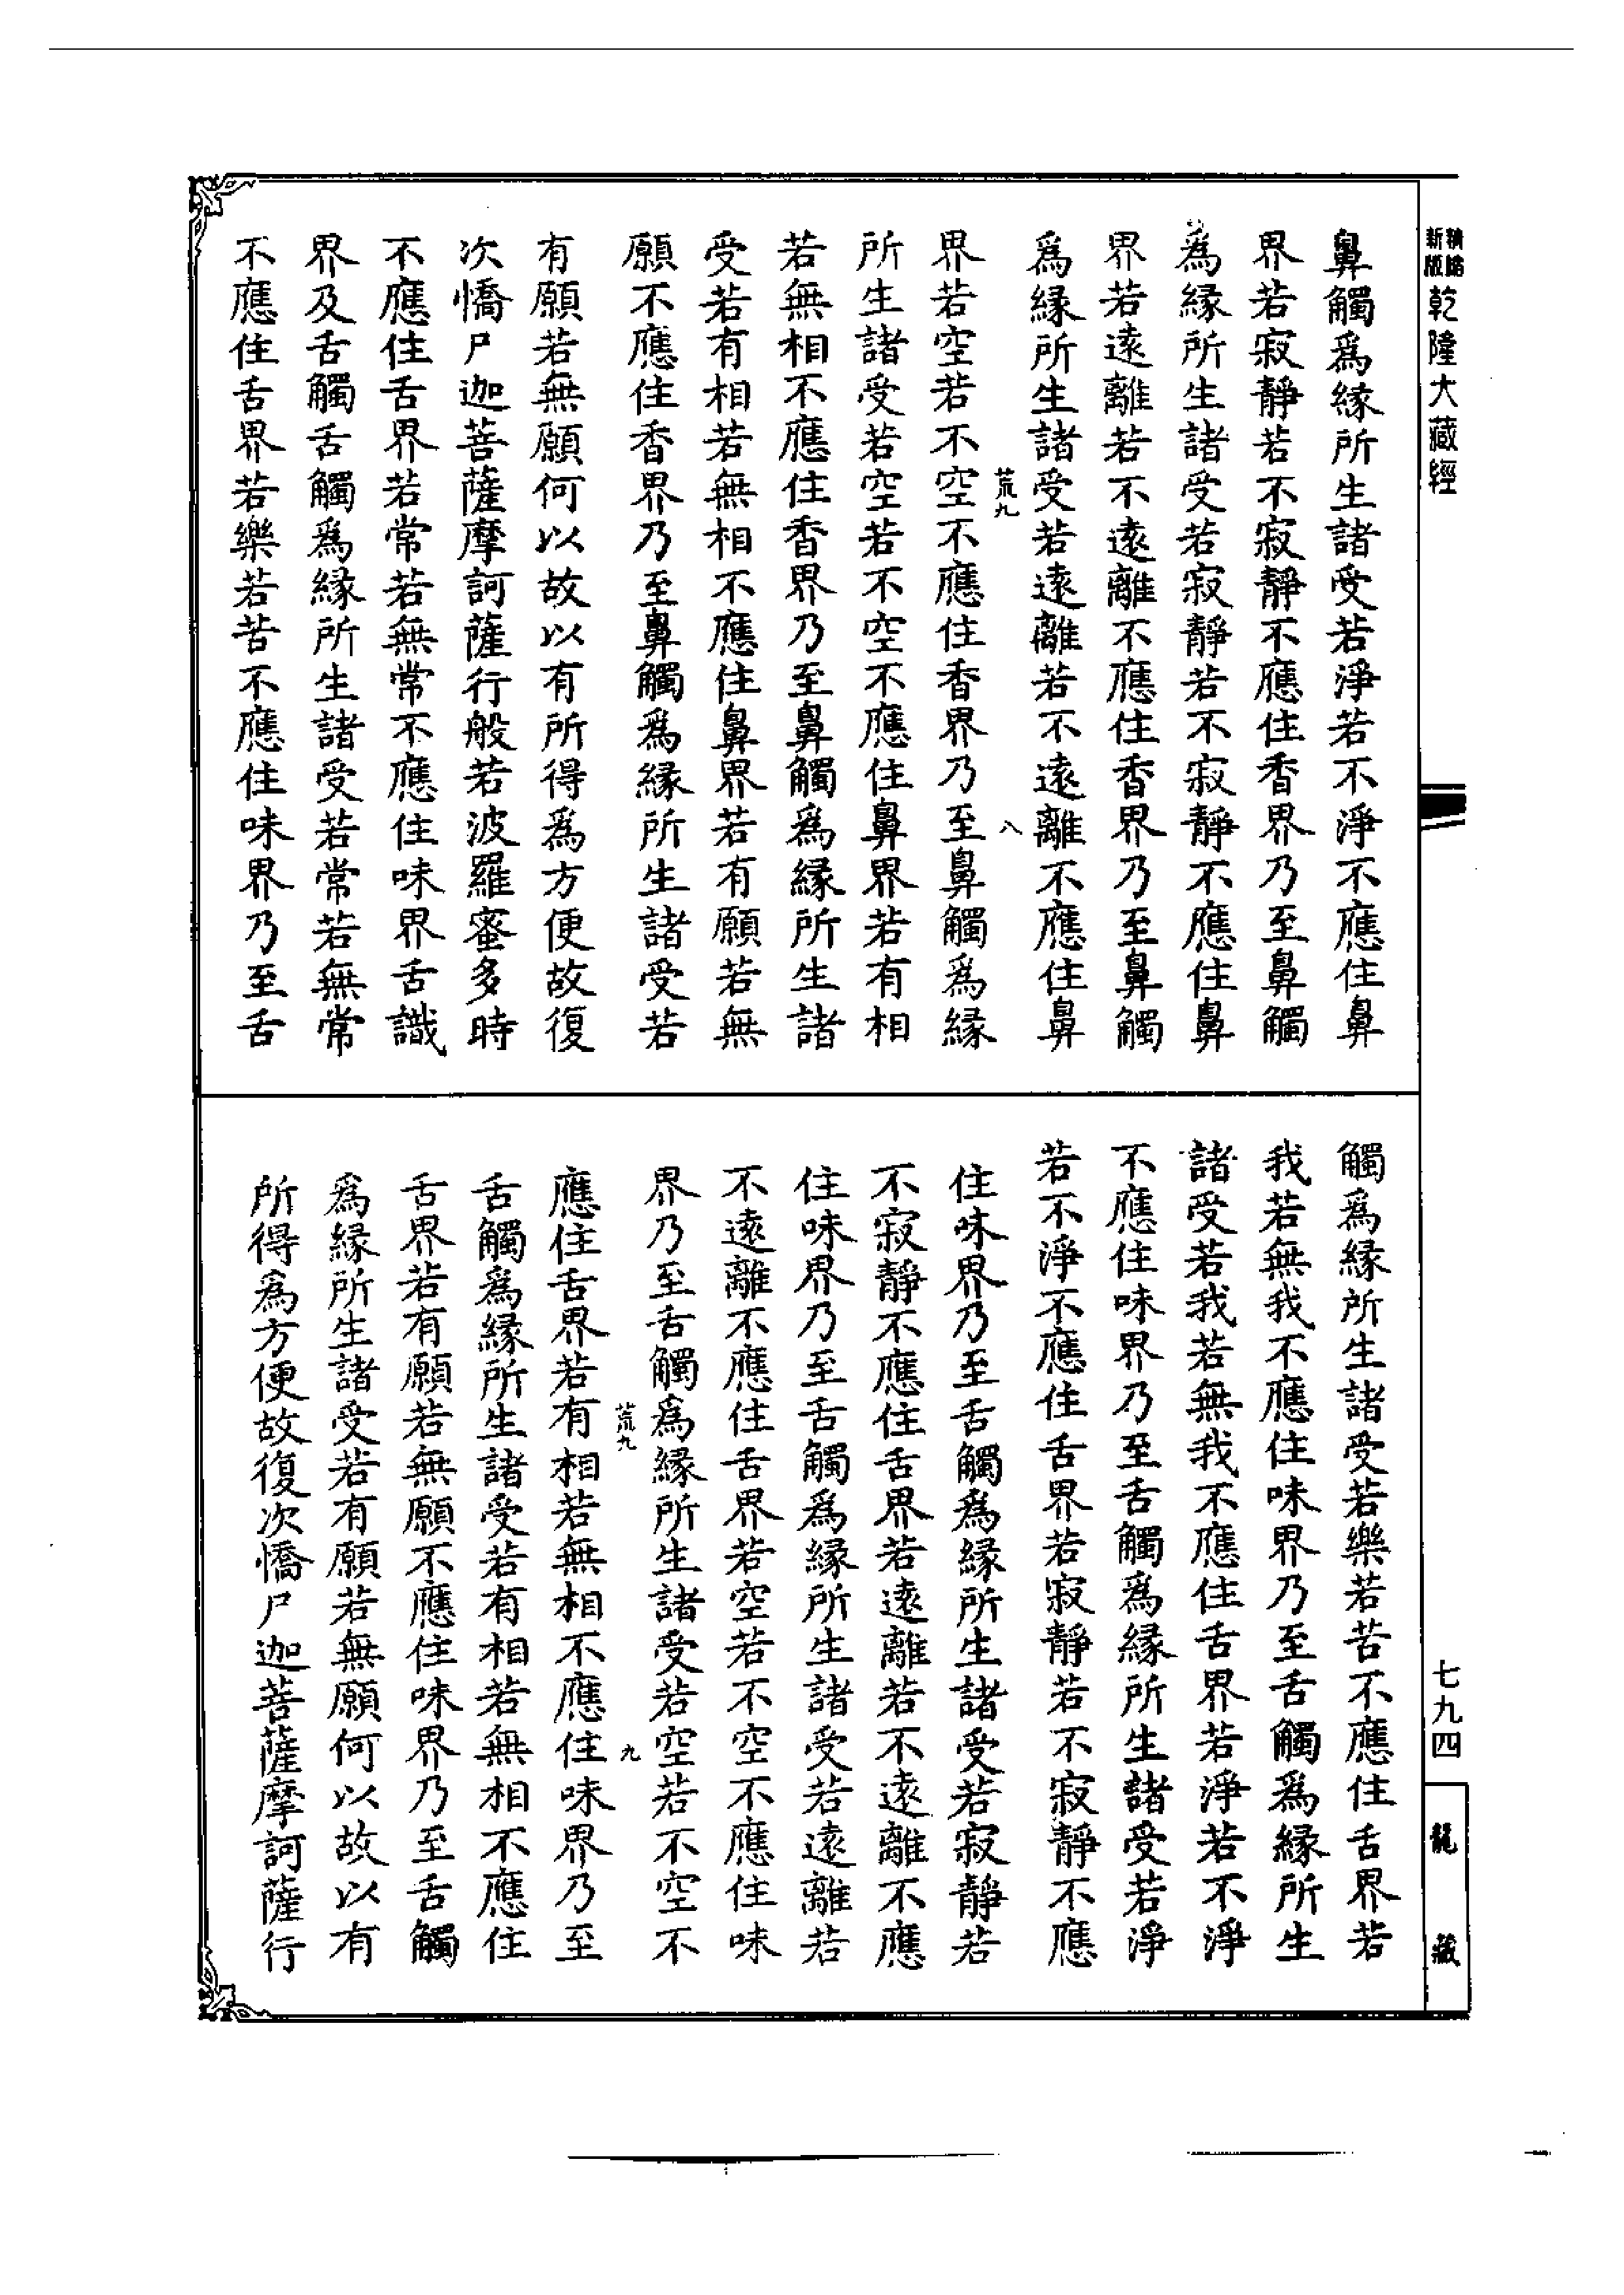 新版
精縮
乾隆大藏經
鼻觸爲緣所生諸受若淨若不淨不應住鼻
界若寂靜若不寂靜不應住香界乃至鼻觸
爲緣所生諸受若寂靜若不寂靜不應住鼻
界若遠離若不遠離不應住香界乃至鼻觸
爲緣所生諸受若遠離若不遠離不應住鼻
荒九
八
界若空若不空不應住香界乃至鼻觸爲緣
所生諸受若空若不空不應住鼻界若有相
若無相不應住香界乃至鼻觸爲緣所生諸
受若有相若無相不應住鼻界若有願若無
願不應住香界乃至鼻觸爲緣所生諸受若
有願若無願何以故以有所得爲方便故復
次憍尸迦菩薩摩訶薩行般若波羅蜜多時
不應住舌界若常若無常不應住味界舌識
界及舌觸舌觸爲緣所生諸受若常若無常
不應住舌界若樂若苦不應住味界乃至舌
觸爲緣所生諸受若樂若苦不應住舌界若
我若無我不應住味界乃至舌觸爲緣所生
諸受若我若無我不應住舌界若淨若不淨
不應住味界乃至舌觸爲緣所生諸受若淨
若不淨不應住舌界若寂靜若不寂靜不應
住味界乃至舌觸爲緣所生諸受若寂靜若
不寂靜不應住舌界若遠離若不遠離不應
住味界乃至舌觸爲緣所生諸受若遠離若
不遠離不應住舌界若空若不空不應住味
界乃至舌觸爲緣所生諸受若空若不空不
荒九
九
應住舌界若有相若無相不應住味界乃至
舌觸爲緣所生諸受若有相若無相不應住
舌界若有願若無願不應住味界乃至舌觸
爲緣所生諸受若有願若無願何以故以有
所得爲方便故復次憍尸迦菩薩摩訶薩行
七九四
龍藏